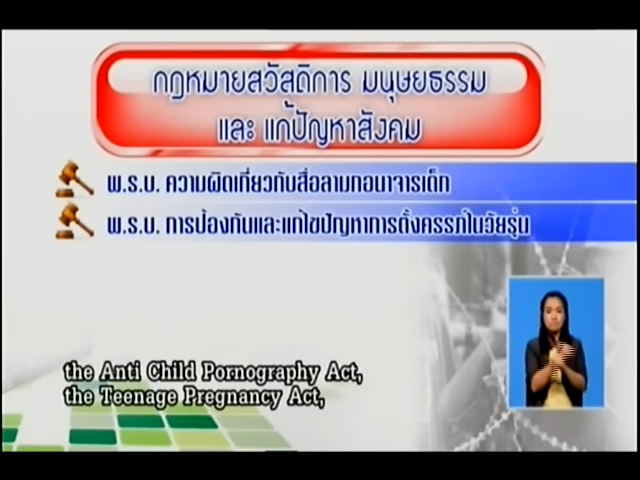 กฎหมายสวัสดิการ มนุษยธรรม
และ แก้ปัญหาสังคม
พ.ร.บ. ความผิดเกี่ยวกับสื่อลามกอนาจารเด็ก
พ.ร.บ. การป้องกันและแก้ไขปัญหาการตั้งครรภ์ในวัยรุ่น
the Anti Child Pornography Act,
the Teenage Pregnancy Act,